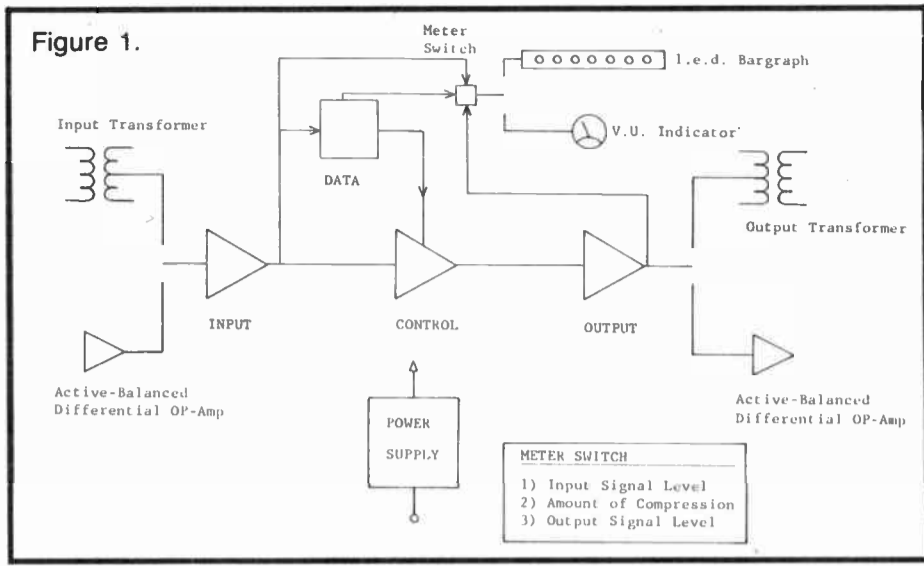 Figure 1.
Meter
Switch
l.e.d. Bargraph
Input Transformer
V.U. Indicator
DATA
Output Transformer
INPUT
CONTROL
OUTPUT
Active-Balanced
Differential OP-Amp
Active-Balanced
Differential OP-Amp
POWER
SUPPLY
METER SWITCH
1) Input Signal Level
2) Amount of Compression
3) Output Signal Level